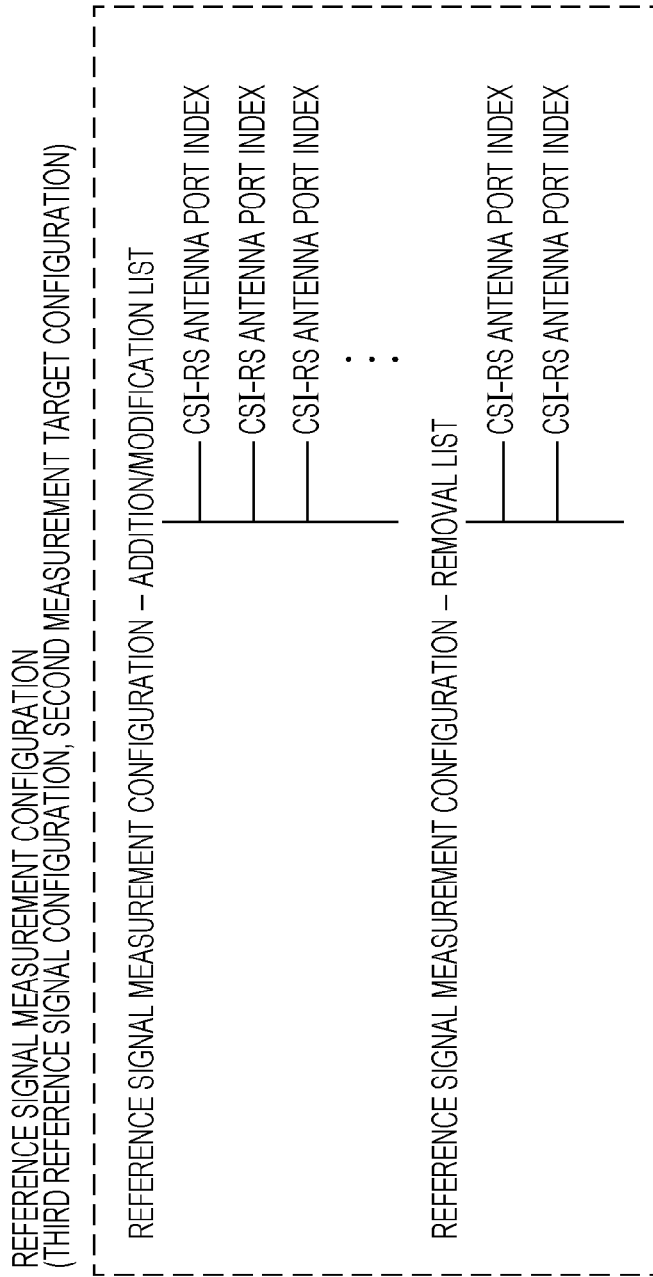 REFERENCE SIGNAL MEASUREMENT CONFIGURATION
(THIRD REFERENCE SIGNAL CONFIGURATION, SECOND MEASUREMENT TARGET CONFIGURATION)
REFERENCE SIGNAL MEASUREMENT CONFIGURATION – ADDITION/MODIFICATION LIST
CSI-RS ANTENNA PORT INDEX
CSI-RS ANTENNA PORT INDEX
CSI-RS ANTENNA PORT INDEX
...
REFERENCE SIGNAL MEASUREMENT CONFIGURATION – REMOVAL LIST
CSI-RS ANTENNA PORT INDEX
CSI-RS ANTENNA PORT INDEX